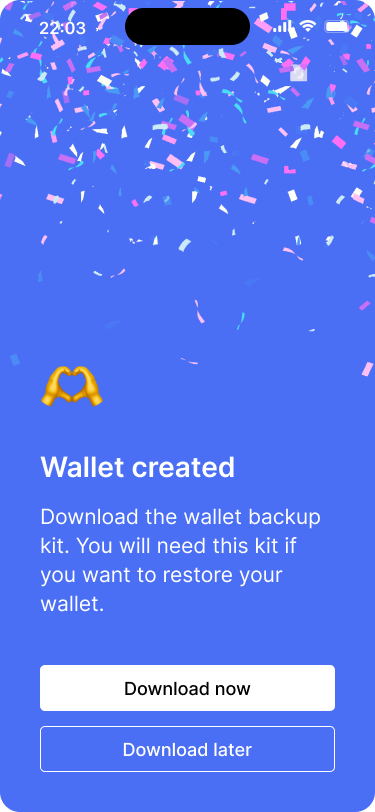 22:03
Wallet created
Download the wallet backup
kit. You will need this kit if
you want to restore your
wallet.
Download now
Download later